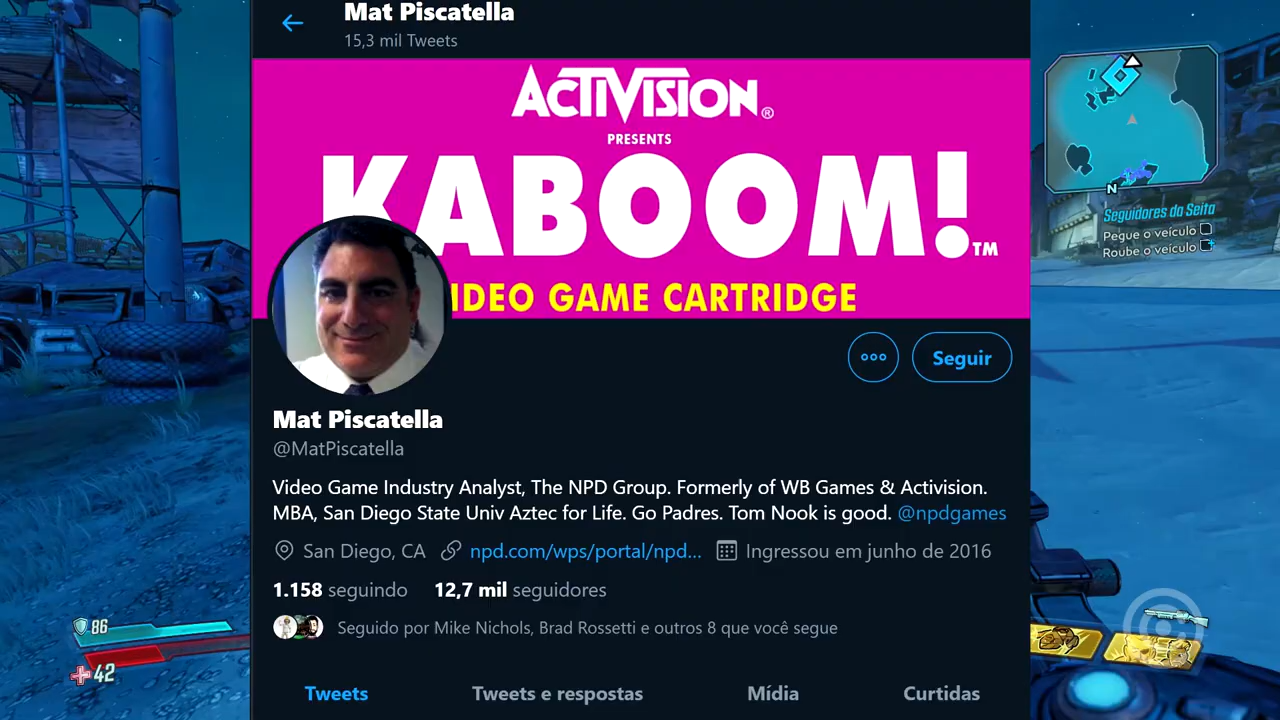 Mat Piscatella
15,3 mil Tweets
ACTIVISION®
PRESENTS
KABOOM!™
IDEO GAME CARTRIDGE
N
Seguidores da Seita
Pegue o veículo
Roube o veículo
Seguir
Mat Piscatella
@MatPiscatella
Video Game Industry Analyst, The NPD Group. Formerly of WB Games & Activision.
MBA, San Diego State Univ Aztec for Life. Go Padres. Tom Nook is good. @npdgames
San Diego, CA npd.com/wps/portal/npd... Ingressou em junho de 2016
1.158 seguindo 12,7 mil seguidores
Seguido por Mike Nichols, Brad Rossetti e outros 8 que você segue
86
42
Tweets Tweets e respostas Mídia Curtidas